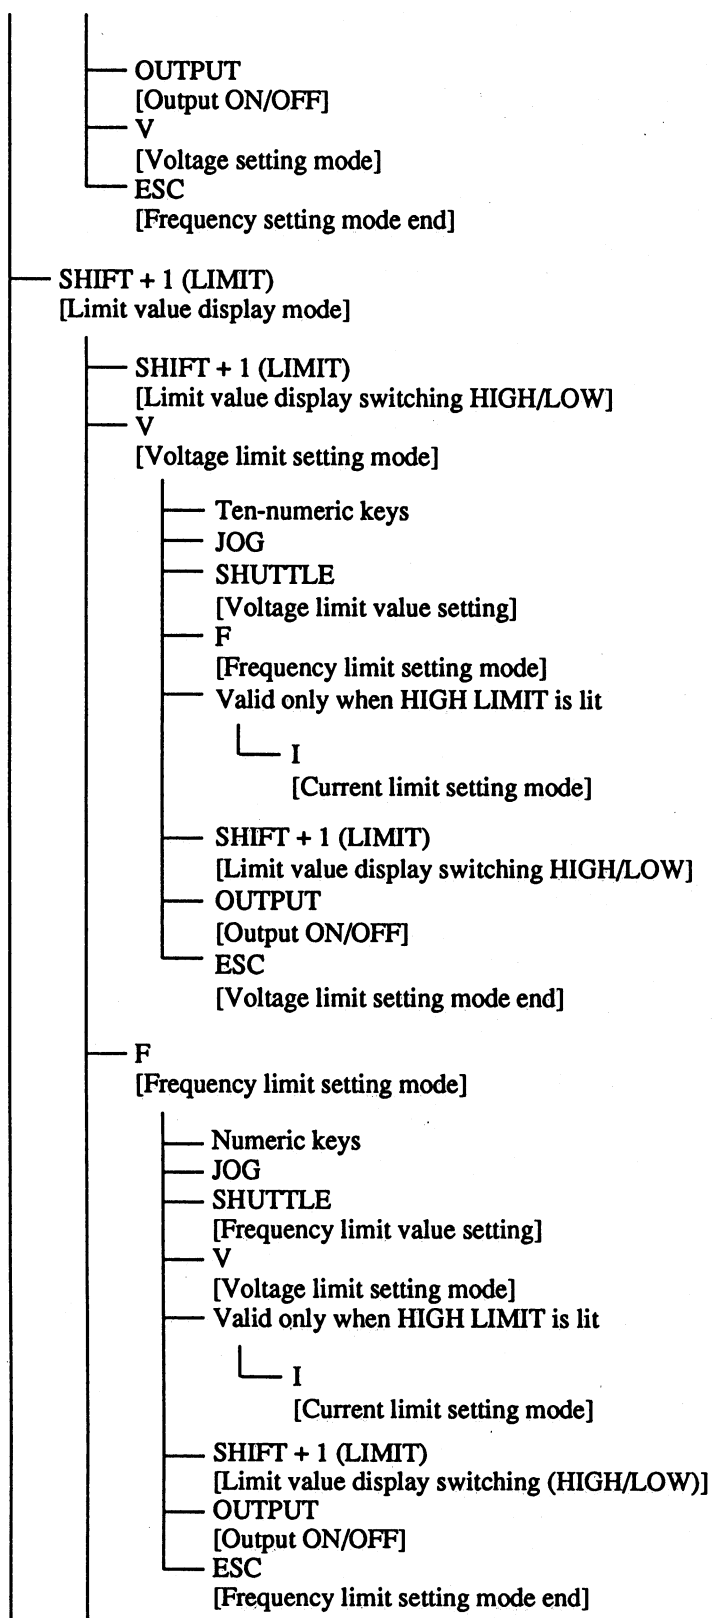 OUTPUT
[Output ON/OFF]
V
[Voltage setting mode]
ESC
[Frequency setting mode end]
SHIFT + 1 (LIMIT)
[Limit value display mode]
SHIFT + 1 (LIMIT)
[Limit value display switching HIGH/LOW]
V
[Voltage limit setting mode]
Ten-numeric keys
JOG
SHUTTLE
[Voltage limit value setting]
F
[Frequency limit setting mode]
Valid only when HIGH LIMIT is lit
I
[Current limit setting mode]
SHIFT + 1 (LIMIT)
[Limit value display switching HIGH/LOW]
OUTPUT
[Output ON/OFF]
ESC
[Voltage limit setting mode end]
F
[Frequency limit setting mode]
Numeric keys
JOG
SHUTTLE
[Frequency limit value setting]
V
[Voltage limit setting mode]
Valid only when HIGH LIMIT is lit
I
[Current limit setting mode]
SHIFT + 1 (LIMIT)
[Limit value display switching (HIGH/LOW)]
OUTPUT
[Output ON/OFF]
ESC
[Frequency limit setting mode end]